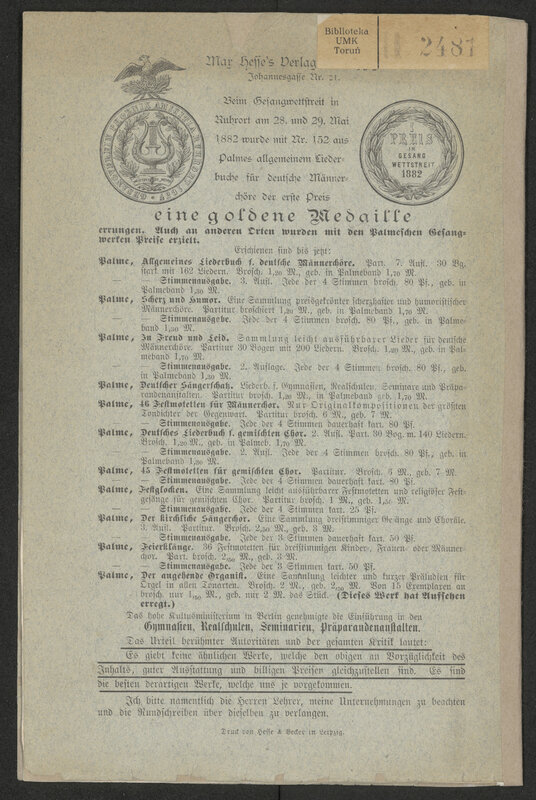 Biblioteka
UMK
Toruń
2481
Max Hesse's Verlag
Johannesgasse Nr. 21.
PREIS
IM
GESANG
WETTSTREIT
1882
Beim Gesangwettstreit in
Ruhrort am 28. und 29. Mai
1882 wurde mit Nr. 152 aus
Palmes allgemeinem Lieder-
buche für deutsche Männer-
chöre der erste Preis
eine goldene Medaille
errungen. Auch an anderen Orten wurden mit den Palmeschen Gesang-
werken Preise erzielt.
Erschienen sind bis jetzt:
Palme, Allgemeines Liederbuch f. deutsche Männerchöre. Part. 7. Aufl. 30 Bg.
stark mit 162 Liedern. Brosch. 1,20 M., geb. in Palmeband 1,70 M.
— Stimmenausgabe. 3. Aufl. Jede der 4 Stimmen brosch. 80 Pf., geb. in
Palmeband 1,20 M.
Palme, Scherz und Humor. Eine Sammlung preisgekrönter scherzhafter und humoristischer
Männerchöre. Partitur broschiert 1,20 M., geb. in Palmeband 1,70 M.
— Stimmenausgabe. Jede der 4 Stimmen brosch. 80 Pf., geb. in Palme-
band 1,20 M.
Palme, In Freud und Leid. Sammlung leicht ausführbarer Lieder für deutsche
Männerchöre. Partitur 30 Bogen mit 200 Liedern. Brosch. 1,20 M., geb. in Pal-
meband 1,70 M.
— Stimmenausgabe. 2. Auflage. Jede der 4 Stimmen brosch. 80 Pf., geb.
in Palmeband 1,20 M.
Palme, Deutscher Sängerschatz. Liederb. f. Gymnasien, Realschulen, Seminare und Präpa-
randenanstalten. Partitur brosch. 1,20 M., in Palmeband geb. 1,70 M.
Palme, 46 Festmotetten für Männerchor. Nur Originalkompositionen der größten
Tondichter der Gegenwart. Partitur brosch. 6 M., geb. 7 M.
— Stimmenausgabe. Jede der 4 Stimmen dauerhaft kart. 80 Pf.
Palme, Deutsches Liederbuch f. gemischten Chor. 2. Aufl. Part. 30 Bog. m. 140 Liedern.
Brosch. 1,20 M., geb. in Palmeb. 1,70 M.
— Stimmenausgabe. 2. Aufl. Jede der 4 Stimmen brosch. 80 Pf., geb. in
Palmeband 1,20 M.
Palme, 45 Festmotetten für gemischten Chor. Partitur. Brosch. 6 M., geb. 7 M.
— Stimmenausgabe. Jede der 4 Stimmen dauerhaft kart. 80 Pf.
Palme, Festglocken. Eine Sammlung leicht ausführbarer Festmotetten und religiöser Fest-
gesänge für gemischten Chor. Partitur brosch. 1 M., geb. 1,50 M.
— Stimmenausgabe. Jede der 4 Stimmen kart. 25 Pf.
Palme, Der kirchliche Sängerchor. Eine Sammlung dreistimmiger Gesänge und Choräle.
3. Aufl. Partitur. Brosch. 2,50 M., geb. 3 M.
— Stimmenausgabe. Jede der 3 Stimmen dauerhaft kart. 50 Pf.
Palme, Feierklänge. 36 Festmotetten für dreistimmigen Kinder-, Frauen- oder Männer-
chor. Part. brosch. 2,50 M., geb. 3 M.
— Stimmenausgabe. Jede der 3 Stimmen kart. 50 Pf.
Palme, Der angehende Organist. Eine Sammlung leichter und kurzer Präludien für
Orgel in allen Tonarten. Brosch. 2 M., geb. 2,50 M. Von 15 Exemplaren an
brosch. nur 1,50 M., geb. nur 2 M. das Stück. (Dieses Werk hat Aufsehen
erregt.)
Das hohe Kultusministerium in Berlin genehmigte die Einführung in den
Gymnasien, Realschulen, Seminarien, Präparandenanstalten.
Das Urteil berühmter Autoritäten und der gesamten Kritik lautet:
Es giebt keine ähnlichen Werke, welche den obigen an Vorzüglichkeit des
Inhalts, guter Ausstattung und billigen Preisen gleichzustellen sind. Es sind
die besten derartigen Werke, welche uns je vorgekommen.
Ich bitte namentlich die Herren Lehrer, meine Unternehmungen zu beachten
und die Rundschreiben über dieselben zu verlangen.
Druck von Hesse & Becker in Leipzig.